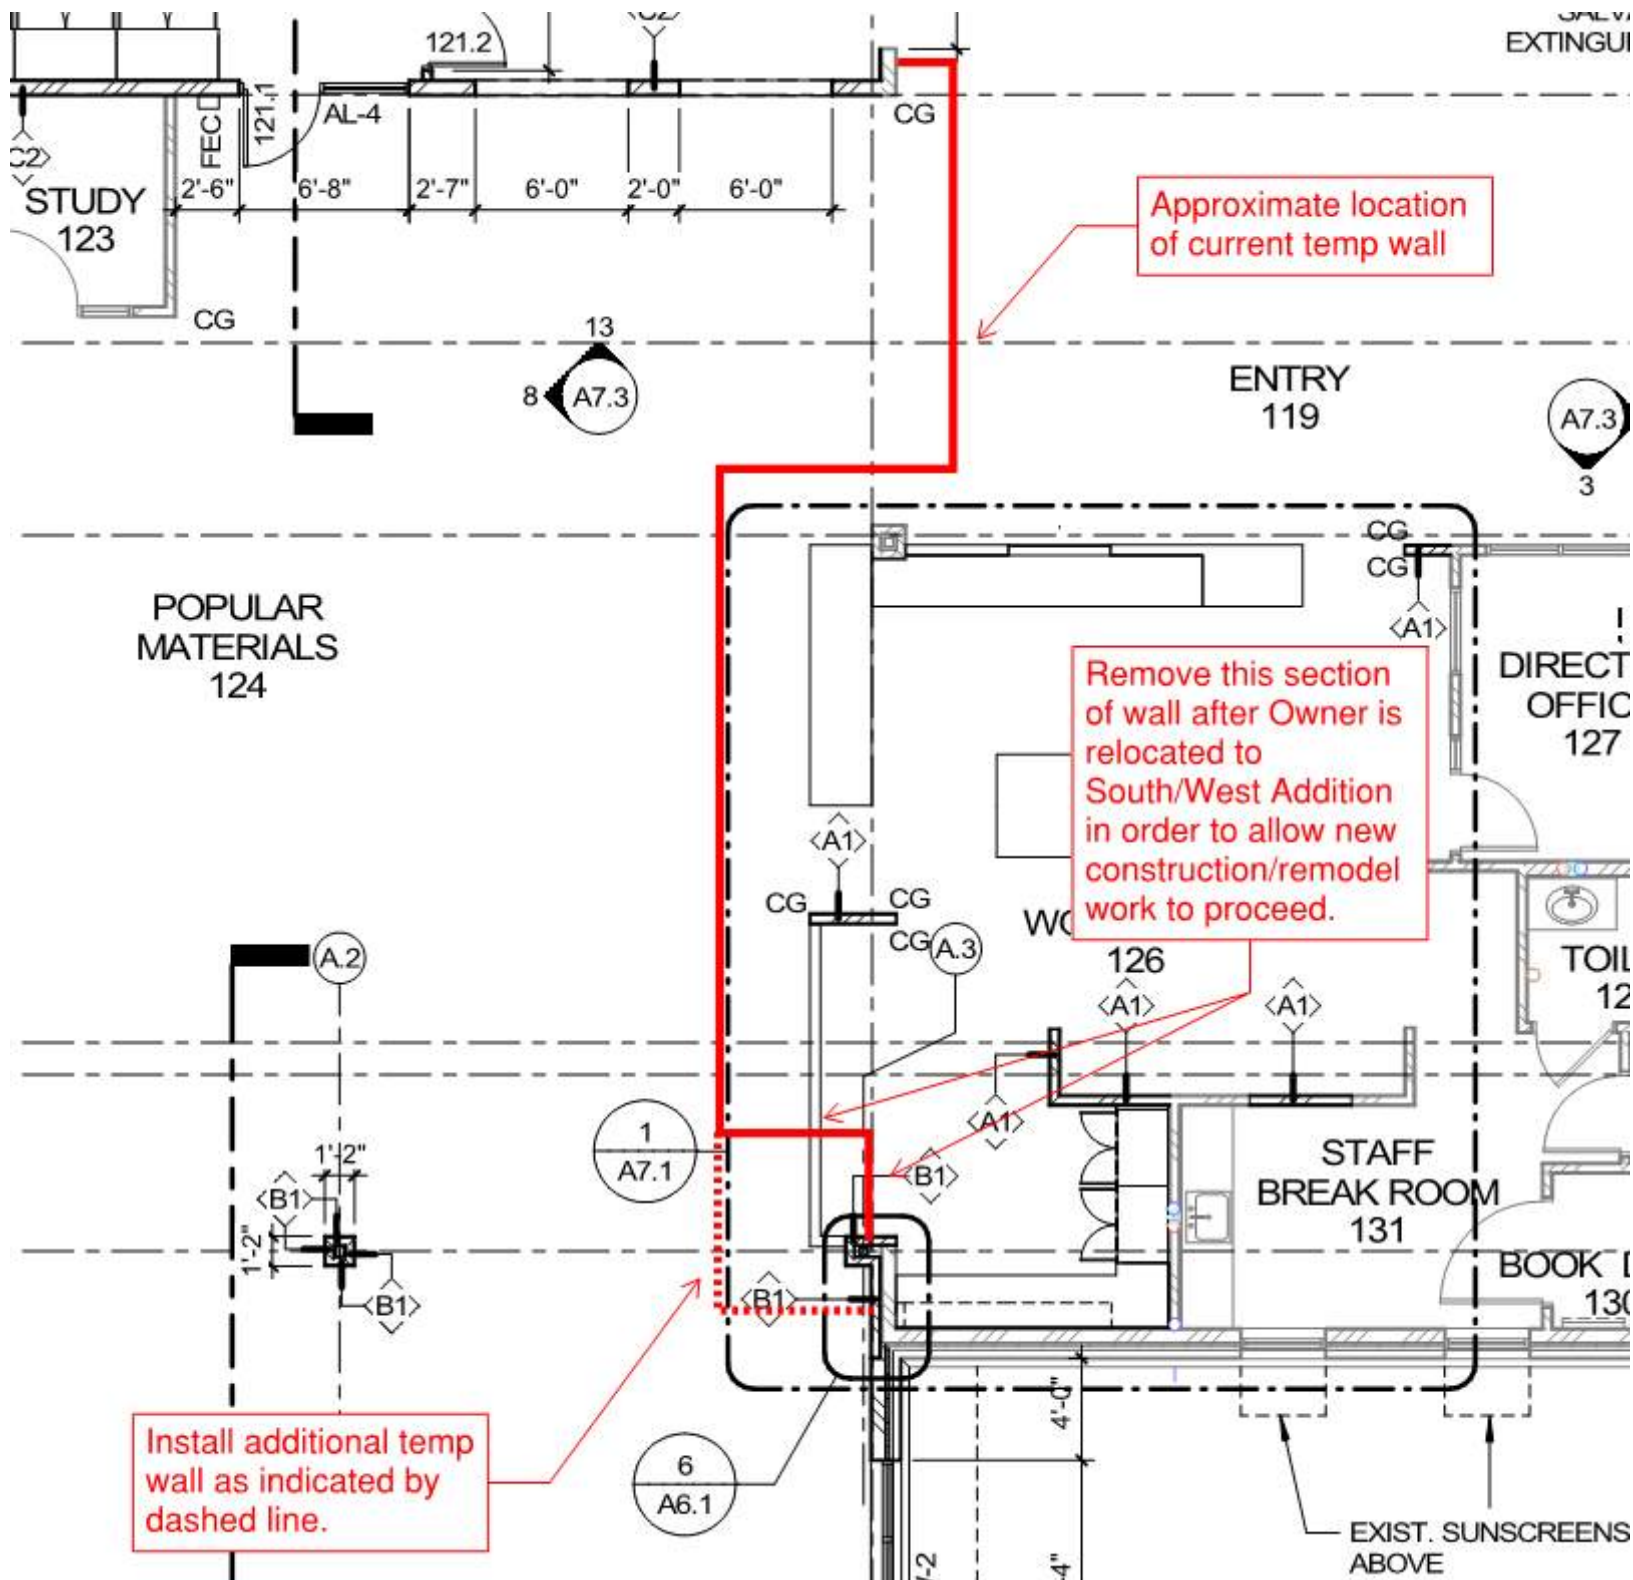 121.2
EXTINGUI
121.1
FEC
AL-4
CG
C2
STUDY
123
2'-6"
6'-8"
2'-7"
6'-0"
2'-0"
6'-0"
Approximate location
of current temp wall
CG
13
8
A7.3
ENTRY
119
A7.3
3
CG
CG
A1
POPULAR
MATERIALS
124
Remove this section
of wall after Owner is
relocated to
South/West Addition
in order to allow new
construction/remodel
work to proceed.
DIRECT
OFFIC
127
A1
CG
CG
CG
A.3
A.2
WO
126
A1
A1
TOIL
12
A1
1
A7.1
B1
STAFF
BREAK ROOM
131
1'-2"
B1
1'-2"
B1
B1
BOOK D
130
4'-0"
Install additional temp
wall as indicated by
dashed line.
6
A6.1
EXIST. SUNSCREENS
ABOVE